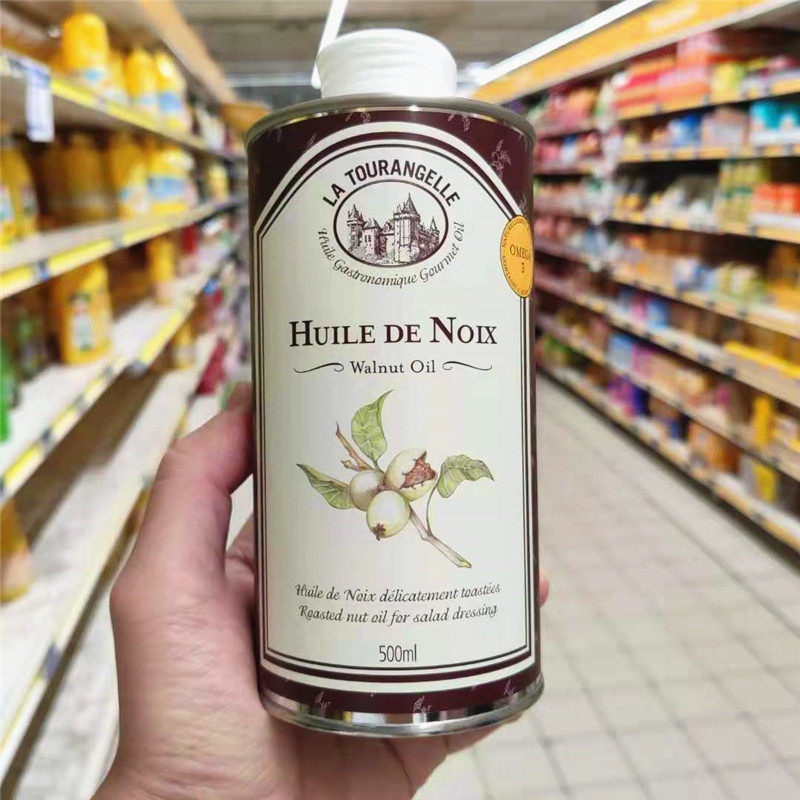 LA TOURANGELLE
Huile Gastronomique Gourmet Oil
OMEGA
3
HUILE DE NOIX
Walnut Oil
Huile de Noix délicatement toastées
Roasted nut oil for salad dressing
500ml